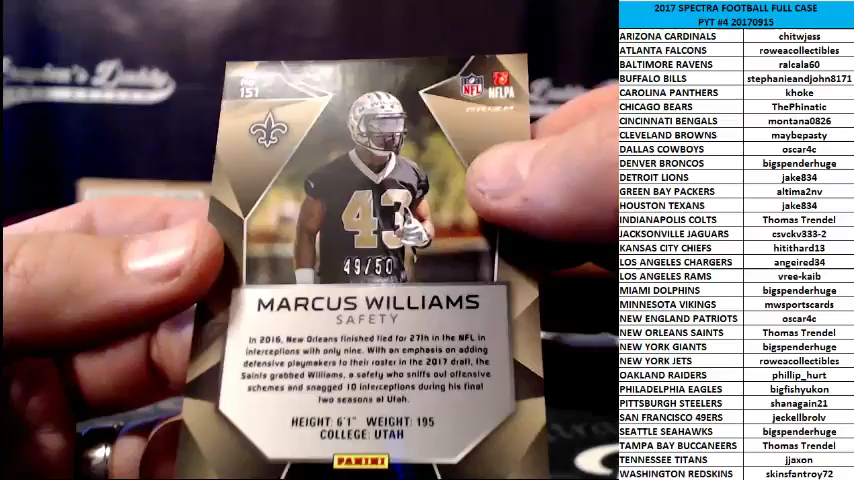 NO.
151
NFL
NFLPA
43
49/50
MARCUS WILLIAMS
SAFETY
In 2016, New Orleans finished tied for 27th in the NFL in
interceptions with only nine. With an emphasis on adding
defensive playmakers to their roster in the 2017 draft, the
Saints grabbed Williams, a safety who sniffs out offensive
schemes and snagged 10 interceptions during his final
two seasons at Utah.
HEIGHT: 6'1" WEIGHT: 195
COLLEGE: UTAH
PANINI
2017 SPECTRA FOOTBALL FULL CASE
PYT #4 20170915
ARIZONA CARDINALS chitwjess
ATLANTA FALCONS roweacollectibles
BALTIMORE RAVENS ralcala60
BUFFALO BILLS stephanieandjohn8171
CAROLINA PANTHERS khoke
CHICAGO BEARS ThePhinatic
CINCINNATI BENGALS montana0826
CLEVELAND BROWNS maybepasty
DALLAS COWBOYS oscar4c
DENVER BRONCOS bigspenderhuge
DETROIT LIONS jake834
GREEN BAY PACKERS altima2nv
HOUSTON TEXANS jake834
INDIANAPOLIS COLTS Thomas Trendel
JACKSONVILLE JAGUARS csvckv333-2
KANSAS CITY CHIEFS hitithard13
LOS ANGELES CHARGERS angeired34
LOS ANGELES RAMS vree-kaib
MIAMI DOLPHINS bigspenderhuge
MINNESOTA VIKINGS mwsportscards
NEW ENGLAND PATRIOTS oscar4c
NEW ORLEANS SAINTS Thomas Trendel
NEW YORK GIANTS bigspenderhuge
NEW YORK JETS roweacollectibles
OAKLAND RAIDERS phillip_hurt
PHILADELPHIA EAGLES bigfishyukon
PITTSBURGH STEELERS shanagain21
SAN FRANCISCO 49ERS jeckellbrolv
SEATTLE SEAHAWKS bigspenderhuge
TAMPA BAY BUCCANEERS Thomas Trendel
TENNESSEE TITANS jjaxon
WASHINGTON REDSKINS skinsfantroy72